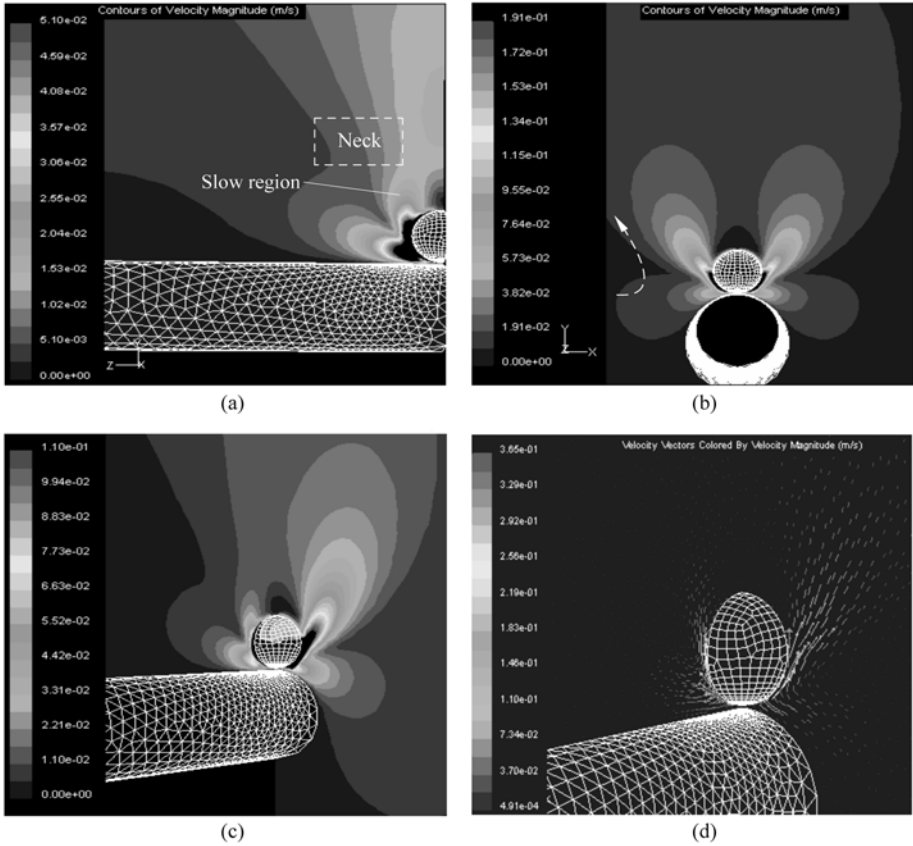 Contours of Velocity Magnitude (m/s)
5.10e-02
4.59e-02
4.08e-02
3.57e-02
3.06e-02
2.55e-02
2.04e-02
1.53e-02
1.02e-02
5.10e-03
0.00e+00
Neck
Slow region
Z X
(a)
Contours of Velocity Magnitude (m/s)
1.91e-01
1.72e-01
1.53e-01
1.34e-01
1.15e-01
9.55e-02
7.64e-02
5.73e-02
3.82e-02
1.91e-02
0.00e+00
Y
Z X
(b)
1.10e-01
9.94e-02
8.83e-02
7.73e-02
6.63e-02
5.52e-02
4.42e-02
3.31e-02
2.21e-02
1.10e-02
0.00e+00
(c)
Velocity Vectors Colored By Velocity Magnitude (m/s)
3.65e-01
3.29e-01
2.92e-01
2.56e-01
2.19e-01
1.83e-01
1.46e-01
1.10e-01
7.34e-02
3.70e-02
4.91e-04
(d)